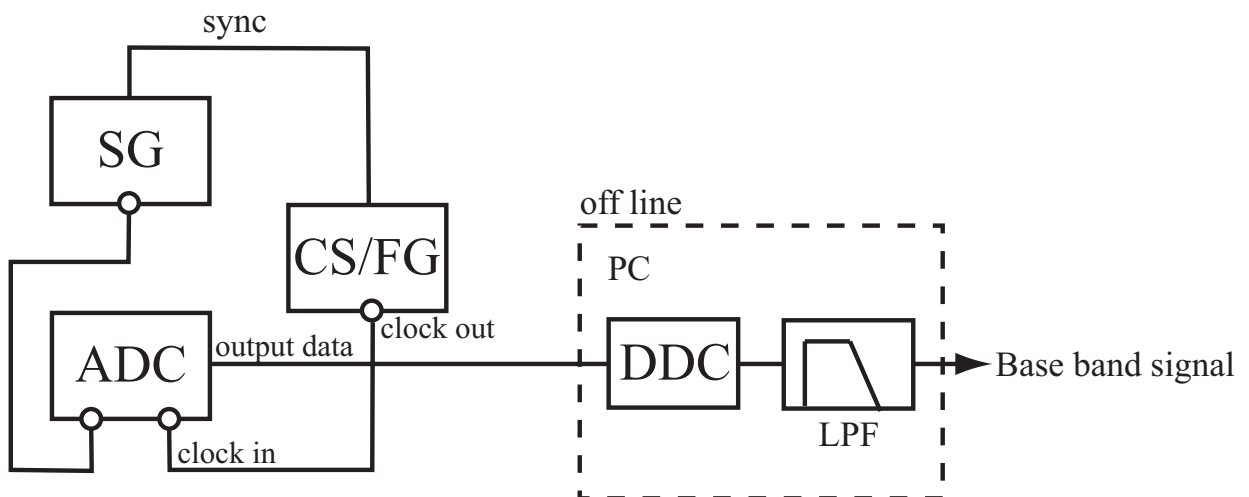 sync
SG
CS/FG
off line
PC
clock out
output data
ADC
DDC
Base band signal
LPF
clock in